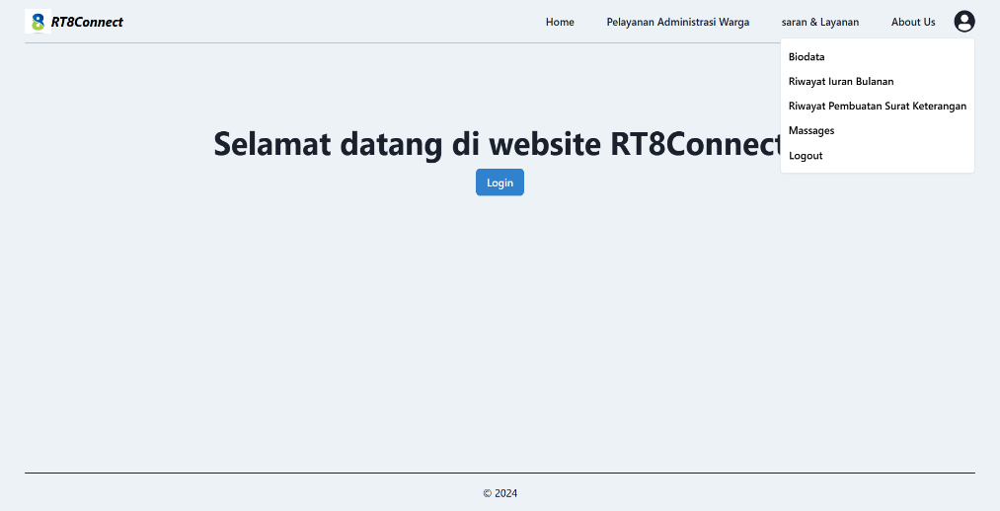 RT8Connect
Home
Pelayanan Administrasi Warga
saran & Layanan
About Us
Biodata
Riwayat Iuran Bulanan
Riwayat Pembuatan Surat Keterangan
Massages
Logout
Selamat datang di website RT8Connect
Login
© 2024